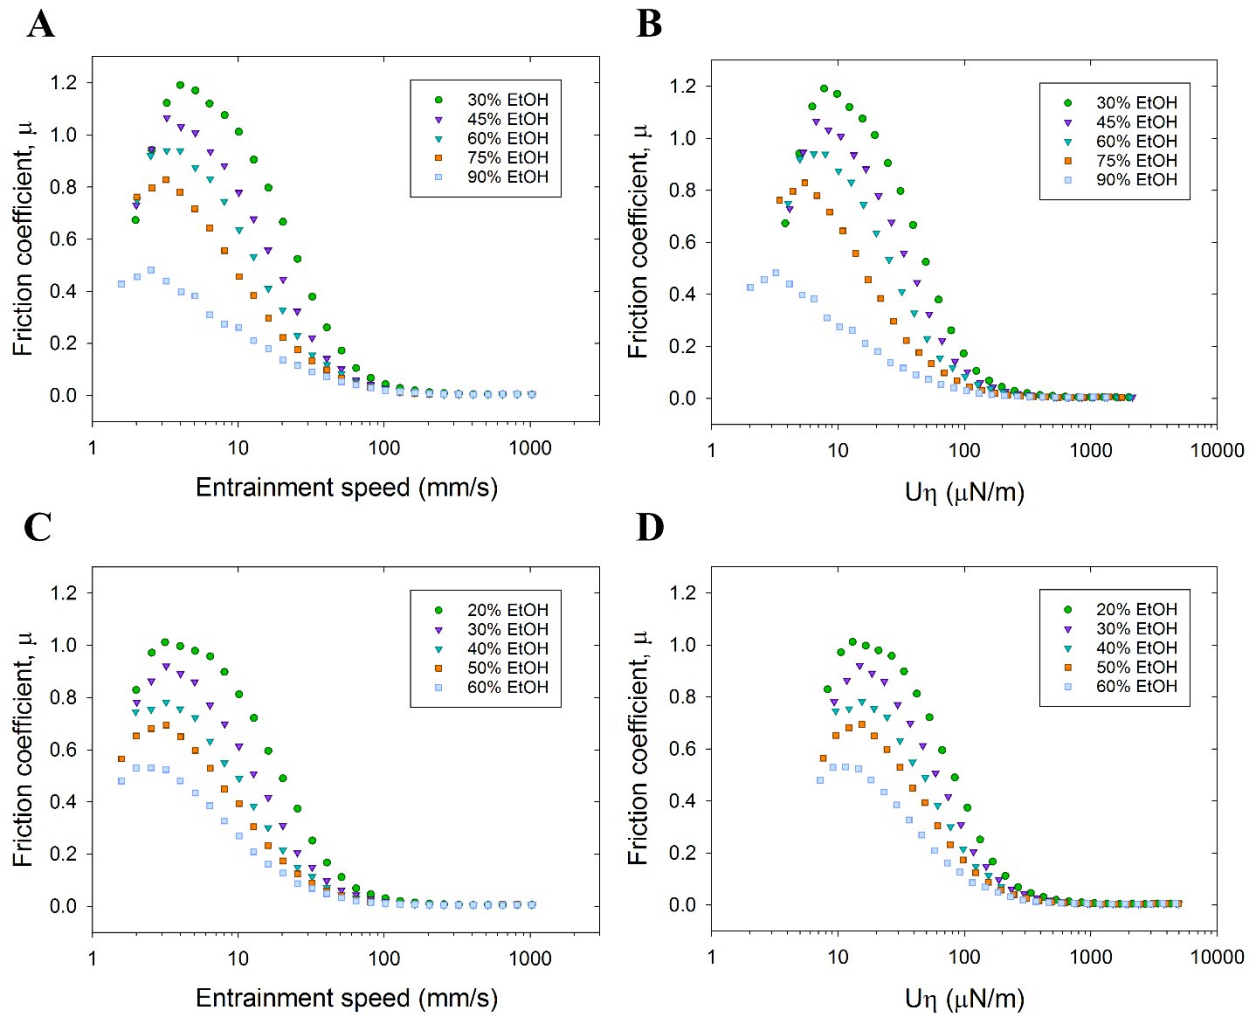 A
Friction coefficient, μ
1.2
1.0
0.8
0.6
0.4
0.2
0.0
30% EtOH
45% EtOH
60% EtOH
75% EtOH
90% EtOH
1
10
100
1000
Entrainment speed (mm/s)
B
Friction coefficient, μ
1.2
1.0
0.8
0.6
0.4
0.2
0.0
30% EtOH
45% EtOH
60% EtOH
75% EtOH
90% EtOH
1
10
100
1000
10000
Uη (μN/m)
C
Friction coefficient, μ
1.2
1.0
0.8
0.6
0.4
0.2
0.0
20% EtOH
30% EtOH
40% EtOH
50% EtOH
60% EtOH
1
10
100
1000
Entrainment speed (mm/s)
D
Friction coefficient, μ
1.2
1.0
0.8
0.6
0.4
0.2
0.0
20% EtOH
30% EtOH
40% EtOH
50% EtOH
60% EtOH
1
10
100
1000
10000
Uη (μN/m)